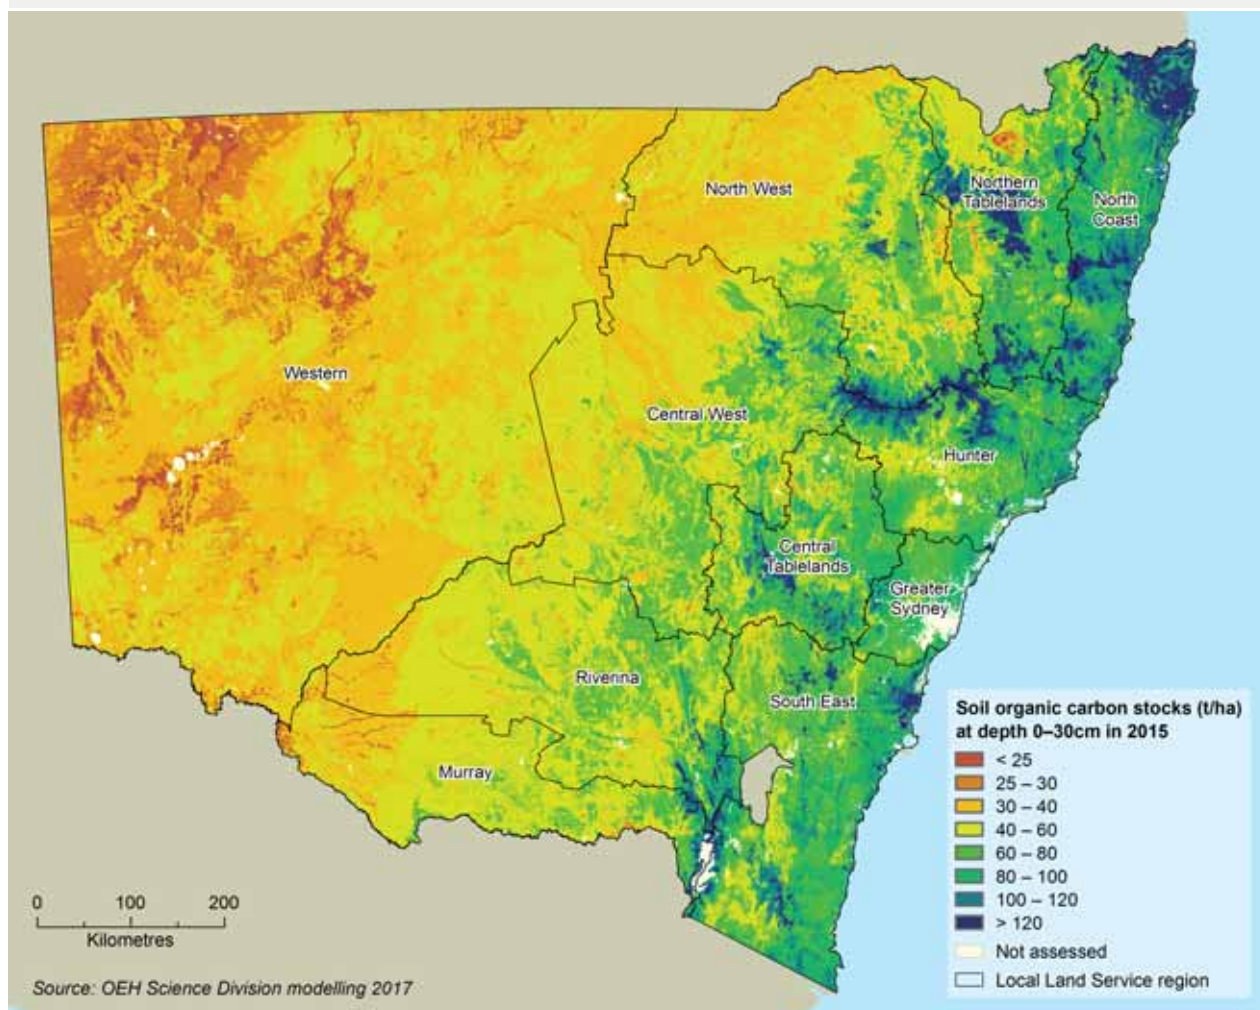 North West
Northern
Tablelands
North
Coast
Western
Central West
Hunter
Central
Tablelands
Greater
Sydney
Riverina
South East
Murray
Soil organic carbon stocks (t/ha)
at depth 0–30cm in 2015
< 25
25 – 30
30 – 40
40 – 60
60 – 80
80 – 100
100 – 120
> 120
Not assessed
Local Land Service region
0 100 200
Kilometres
Source: OEH Science Division modelling 2017